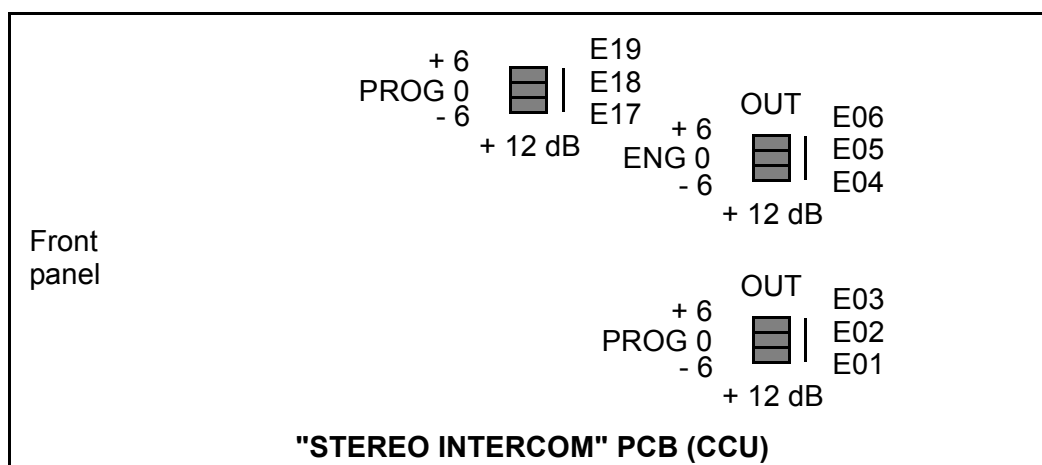 + 6
PROG 0
- 6
+ 12 dB
E19
E18
E17
OUT
+ 6
ENG 0
- 6
+ 12 dB
E06
E05
E04
Front
panel
OUT
+ 6
PROG 0
- 6
+ 12 dB
E03
E02
E01
"STEREO INTERCOM" PCB (CCU)